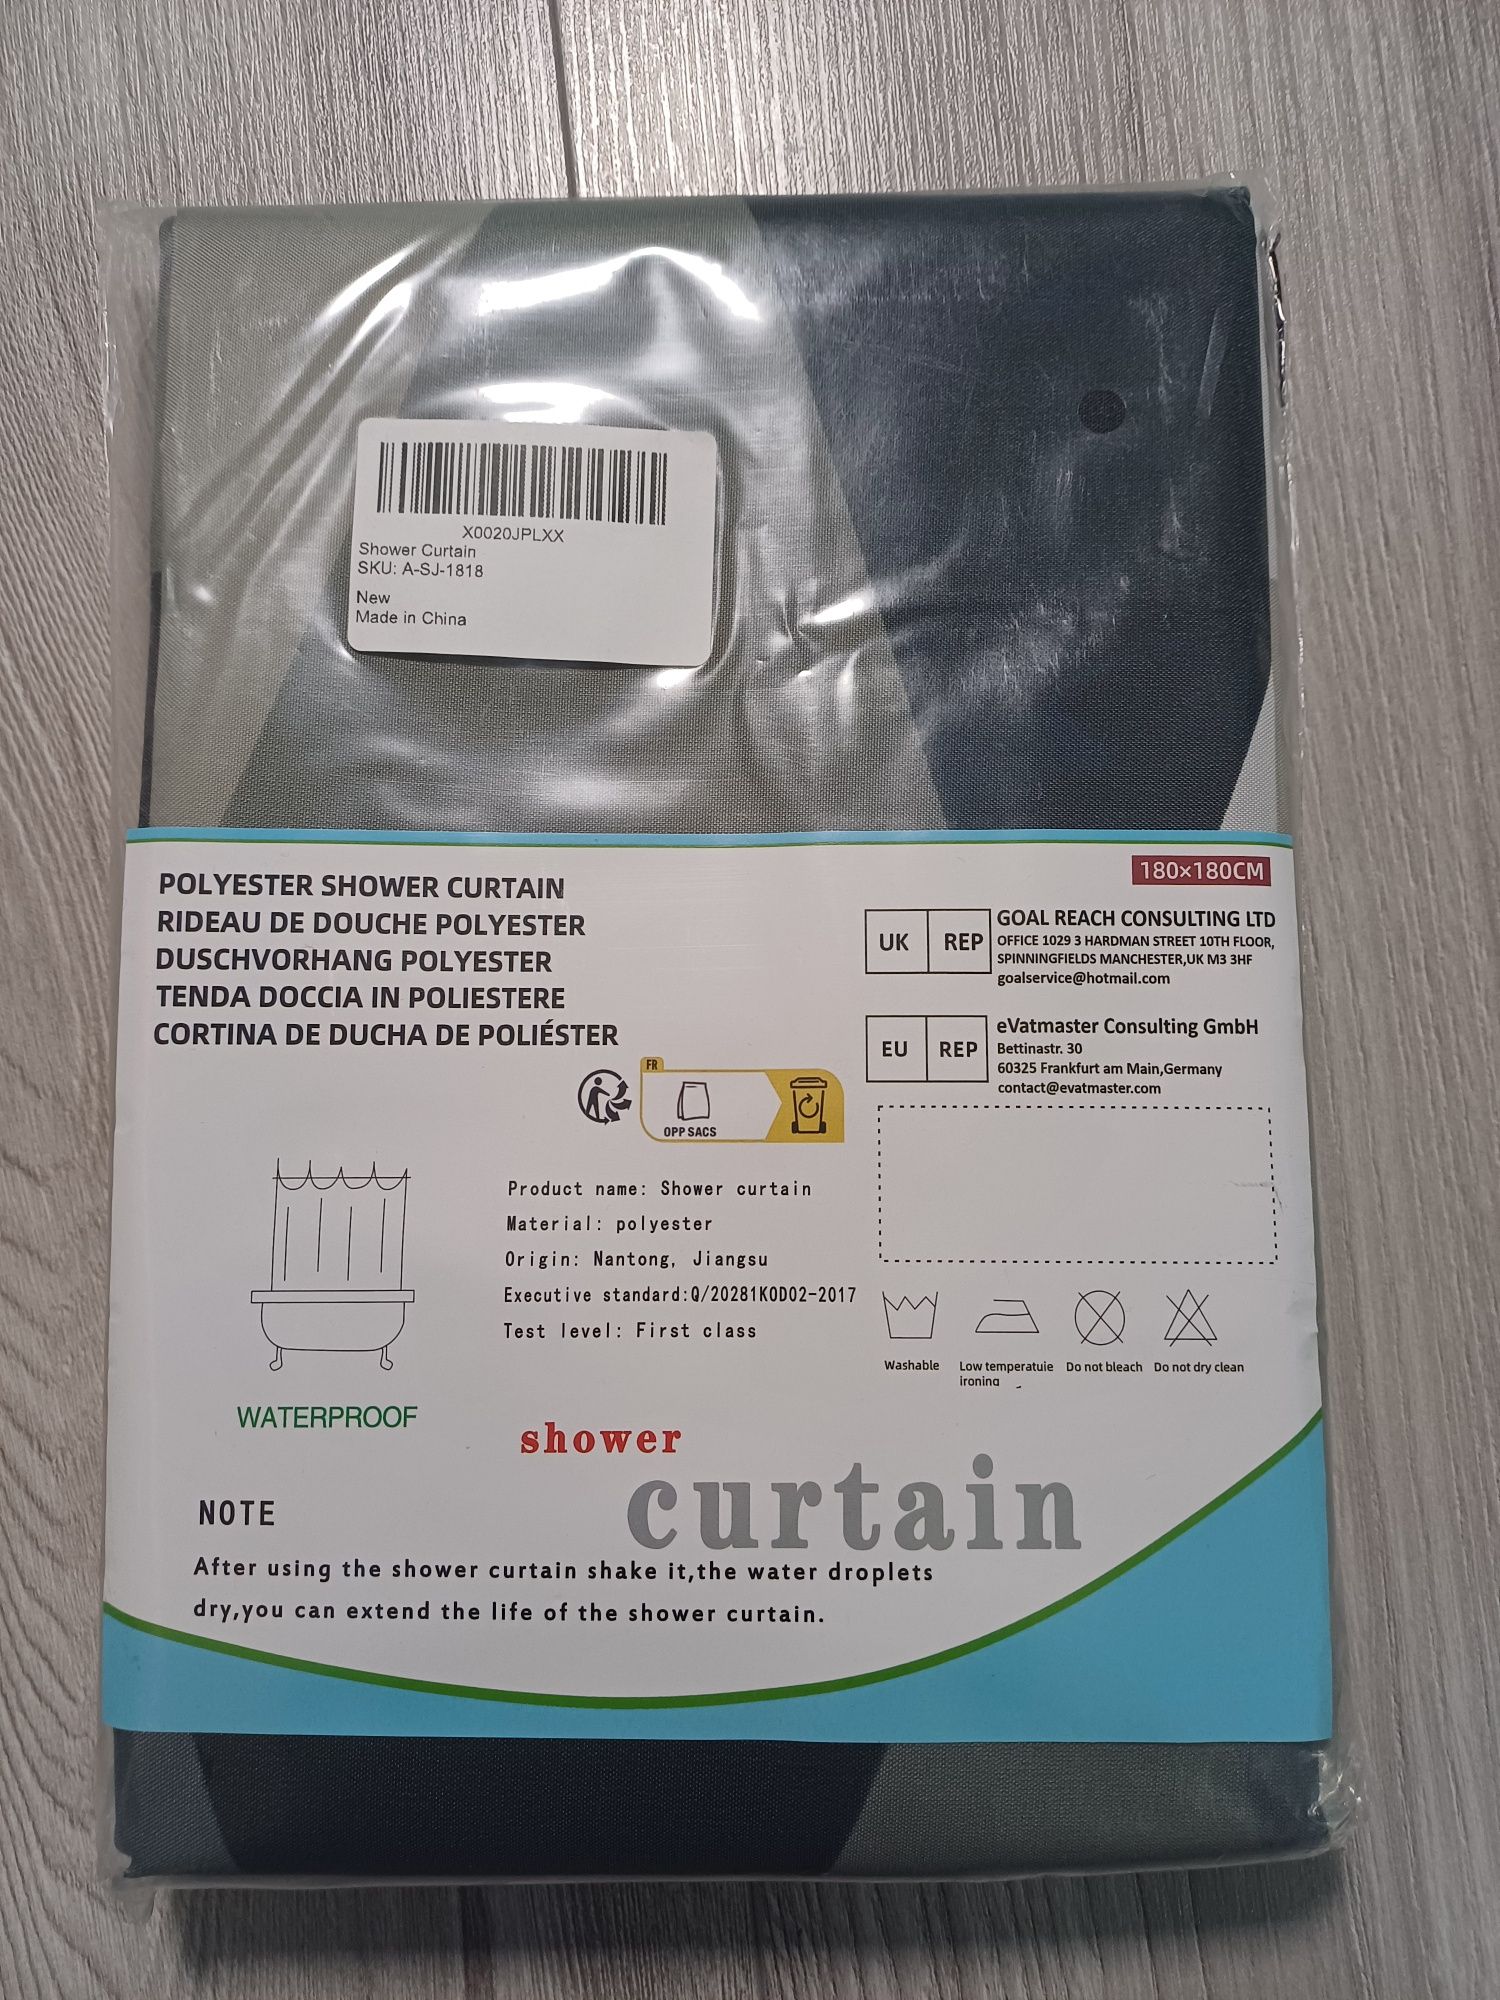 X0020JPLXX
Shower Curtain
SKU: A-SJ-1818
New
Made in China
180×180CM
POLYESTER SHOWER CURTAIN
RIDEAU DE DOUCHE POLYESTER
DUSCHVORHANG POLYESTER
TENDA DOCCIA IN POLIESTERE
CORTINA DE DUCHA DE POLIÉSTER
UK REP
GOAL REACH CONSULTING LTD
OFFICE 1029 3 HARDMAN STREET 10TH FLOOR,
SPINNINGFIELDS MANCHESTER,UK M3 3HF
goalservice@hotmail.com
EU REP
eVatmaster Consulting GmbH
Bettinastr. 30
60325 Frankfurt am Main,Germany
contact@evatmaster.com
FR
OPP SACS
Product name: Shower curtain
Material: polyester
Origin: Nantong, Jiangsu
Executive standard:Q/20281KOD02-2017
Test level: First class
Washable
Low temperatuie
ironing
Do not bleach
Do not dry clean
WATERPROOF
shower
curtain
NOTE
After using the shower curtain shake it,the water droplets
dry,you can extend the life of the shower curtain.